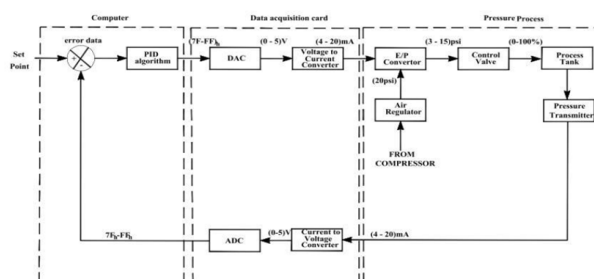 Computer
Data acquisition card
Pressure Process
Set
Point
error data
+
-
PID
algorithm
(7F-FF)h
DAC
(0 - 5)V
Voltage to
Current
Converter
(4 - 20)mA
E/P
Convertor
(3 - 15)psi
Control
Valve
(0-100%)
Process
Tank
(20psi)
Air
Regulator
FROM
COMPRESSOR
Pressure
Transmitter
7Fh-FFh
ADC
(0-5)V
Current to
Voltage
Converter
(4 - 20)mA